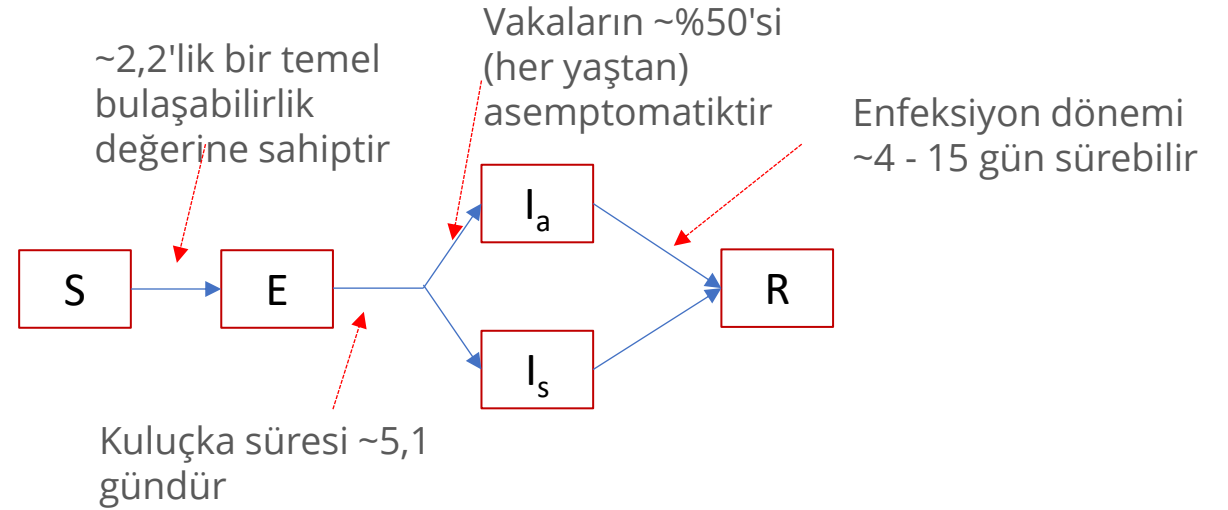 ~2,2'lik bir temel
bulaşabilirlik
değerine sahiptir
Vakaların ~%50'si
(her yaştan)
asemptomatiktir
Enfeksiyon dönemi
~4 - 15 gün sürebilir
S
E
Iₐ
Iₛ
R
Kuluçka süresi ~5,1
gündür